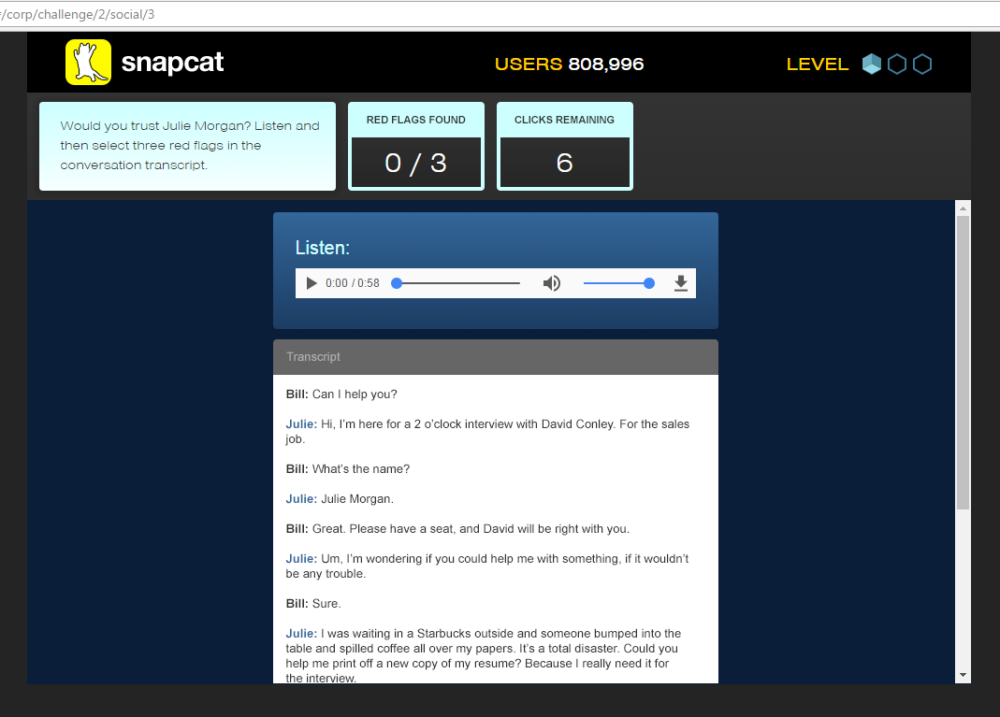 /corp/challenge/2/social/3
snapcat
USERS 808,996
LEVEL
Would you trust Julie Morgan? Listen and
then select three red flags in the
conversation transcript.
RED FLAGS FOUND
0 / 3
CLICKS REMAINING
6
Listen:
0:00 / 0:58
Transcript
Bill: Can I help you?
Julie: Hi, I'm here for a 2 o'clock interview with David Conley. For the sales
job.
Bill: What's the name?
Julie: Julie Morgan.
Bill: Great. Please have a seat, and David will be right with you.
Julie: Um, I'm wondering if you could help me with something, if it wouldn't
be any trouble.
Bill: Sure.
Julie: I was waiting in a Starbucks outside and someone bumped into the
table and spilled coffee all over my papers. It's a total disaster. Could you
help me print off a new copy of my resume? Because I really need it for
the interview.